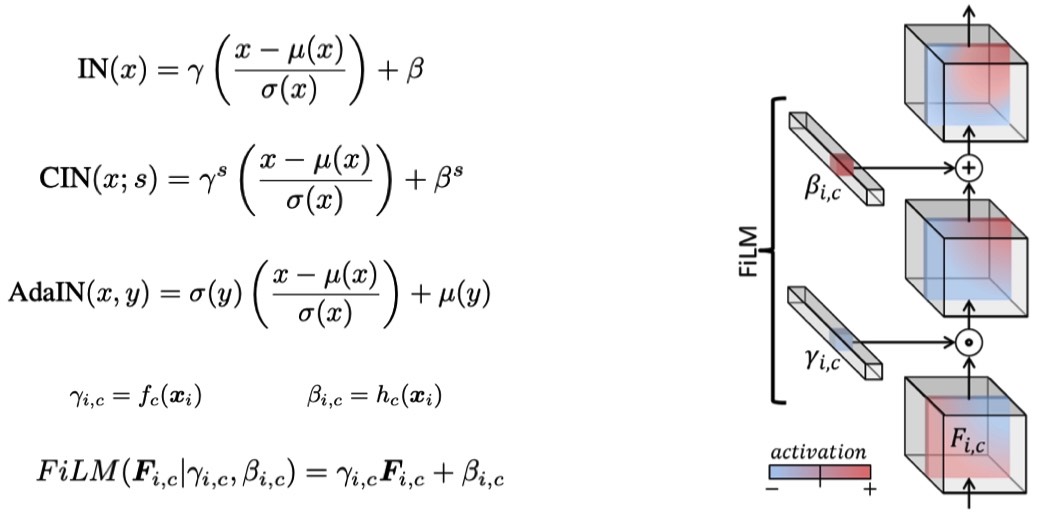 IN(x) = γ ( (x − μ(x)) / σ(x) ) + β
CIN(x; s) = γ^s ( (x − μ(x)) / σ(x) ) + β^s
AdaIN(x, y) = σ(y) ( (x − μ(x)) / σ(x) ) + μ(y)
γ_{i,c} = f_c(x_i)    β_{i,c} = h_c(x_i)
FiLM(F_{i,c}|γ_{i,c}, β_{i,c}) = γ_{i,c}F_{i,c} + β_{i,c}
FiLM
β_{i,c}
+
γ_{i,c}
F_{i,c}
activation
− +